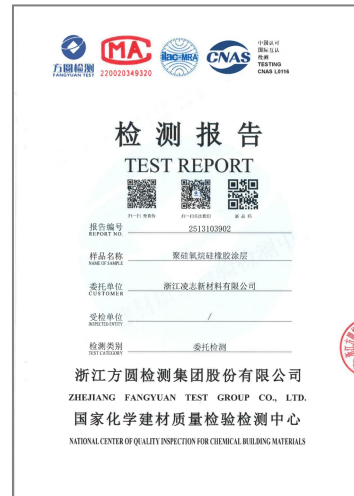 方圆检测
FANGYUAN TEST
MA
220020349320
ilac-MRA
CNAS
中国认可
国际互认
检测
TESTING
CNAS L0116
检测报告
TEST REPORT
报告编号
REPORT NO.
2513103902
样品名称
NAME OF SAMPLE
聚硅氧烷硅橡胶涂层
委托单位
CUSTOMER
浙江凌志新材料有限公司
受检单位
INSPECTED ENTITY
/
检测类别
TEST CATEGORY
委托检测
浙江方圆检测集团股份有限公司
ZHEJIANG FANGYUAN TEST GROUP CO., LTD.
国家化学建材质量检验检测中心
NATIONAL CENTER OF QUALITY INSPECTION FOR CHEMICAL BUILDING MATERIALS